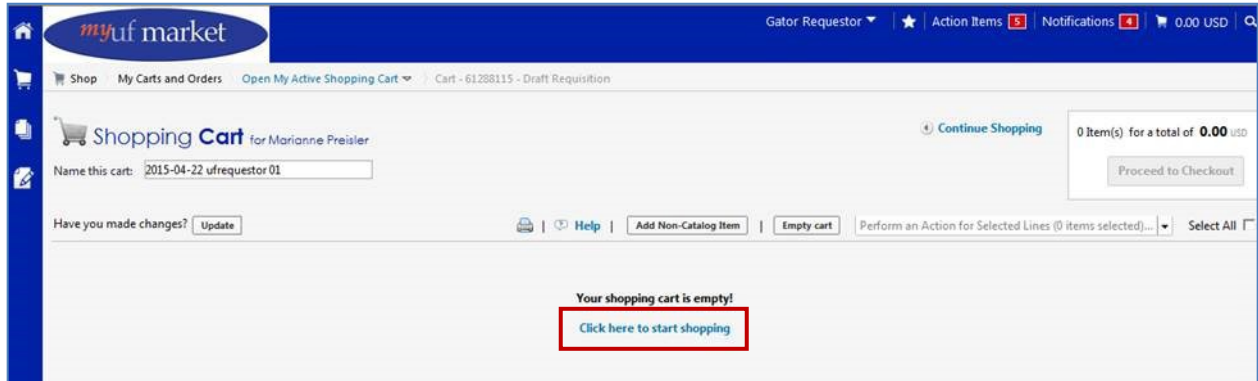 myuf market
Gator Requestor Action Items 5 Notifications 4 0.00 USD
Shop My Carts and Orders Open My Active Shopping Cart Cart - 61288115 - Draft Requisition
Shopping Cart for Marianne Preisler
Continue Shopping
0 Item(s) for a total of 0.00 USD
Name this cart: 2015-04-22 ufrequestor 01
Proceed to Checkout
Have you made changes? Update | Help | Add Non-Catalog Item | Empty cart Perform an Action for Selected Lines (0 items selected)... Select All
Your shopping cart is empty!
Click here to start shopping